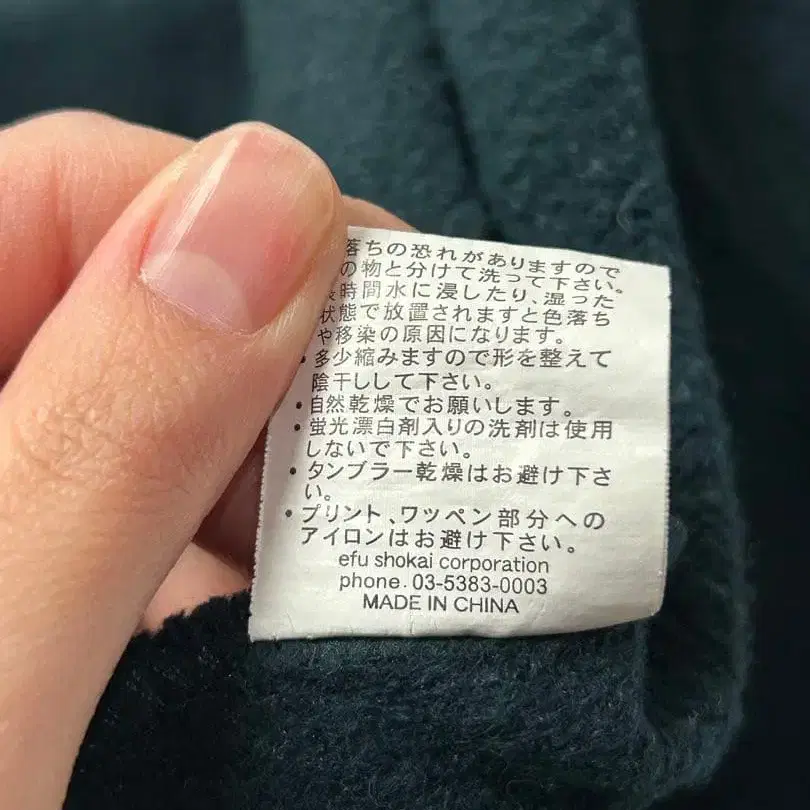 落ちの恐れがありますので
の物と分けて洗って下さい。
時間水に浸したり、湿った
状態で放置されますと色落ち
や移染の原因になります。
・多少縮みますので形を整えて
陰干しして下さい。
・自然乾燥でお願いします。
・蛍光漂白剤入りの洗剤は使用
しないで下さい。
・タンブラー乾燥はお避け下さ
い。
・プリント、ワッペン部分への
アイロンはお避け下さい。
efu shokai corporation
phone. 03-5383-0003
MADE IN CHINA